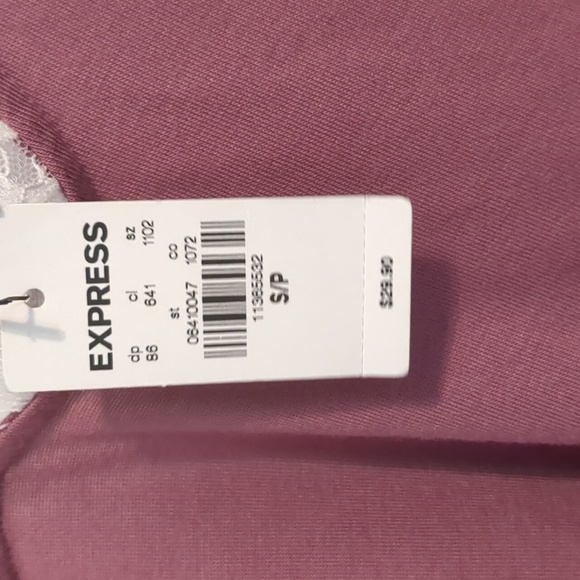 EXPRESS
dp cl sz
86 641 1102
st co
06410047 1072
11365532
S/P
$29.90